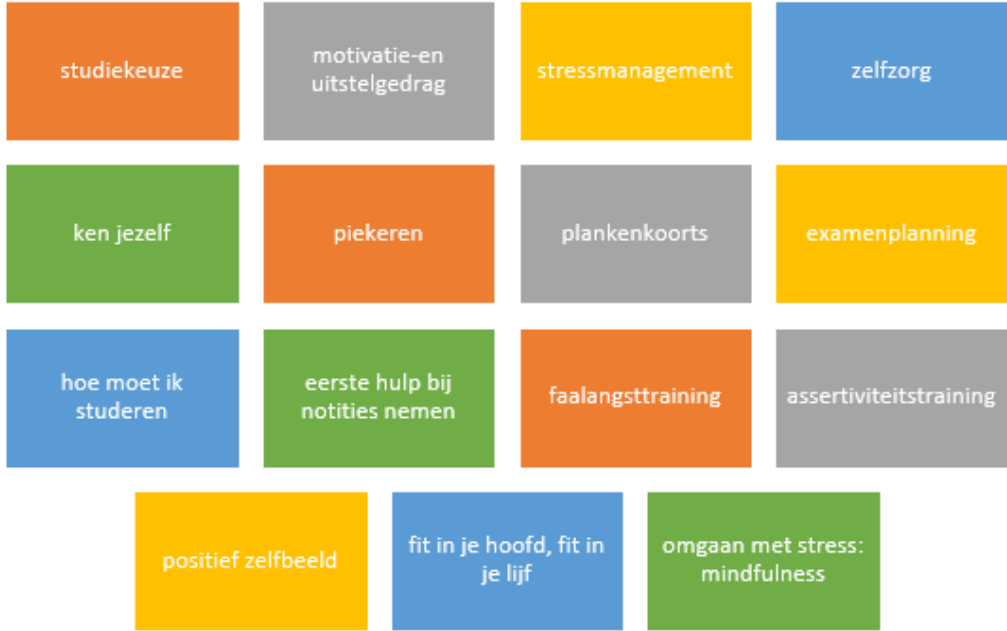 studiekeuze
motivatie-en
uitstelgedrag
stressmanagement
zelfzorg
ken jezelf
piekeren
plankenkoorts
examenplanning
hoe moet ik
studeren
eerste hulp bij
notities nemen
faalangsttraining
assertiviteitstraining
positief zelfbeeld
fit in je hoofd, fit in
je lijf
omgaan met stress:
mindfulness